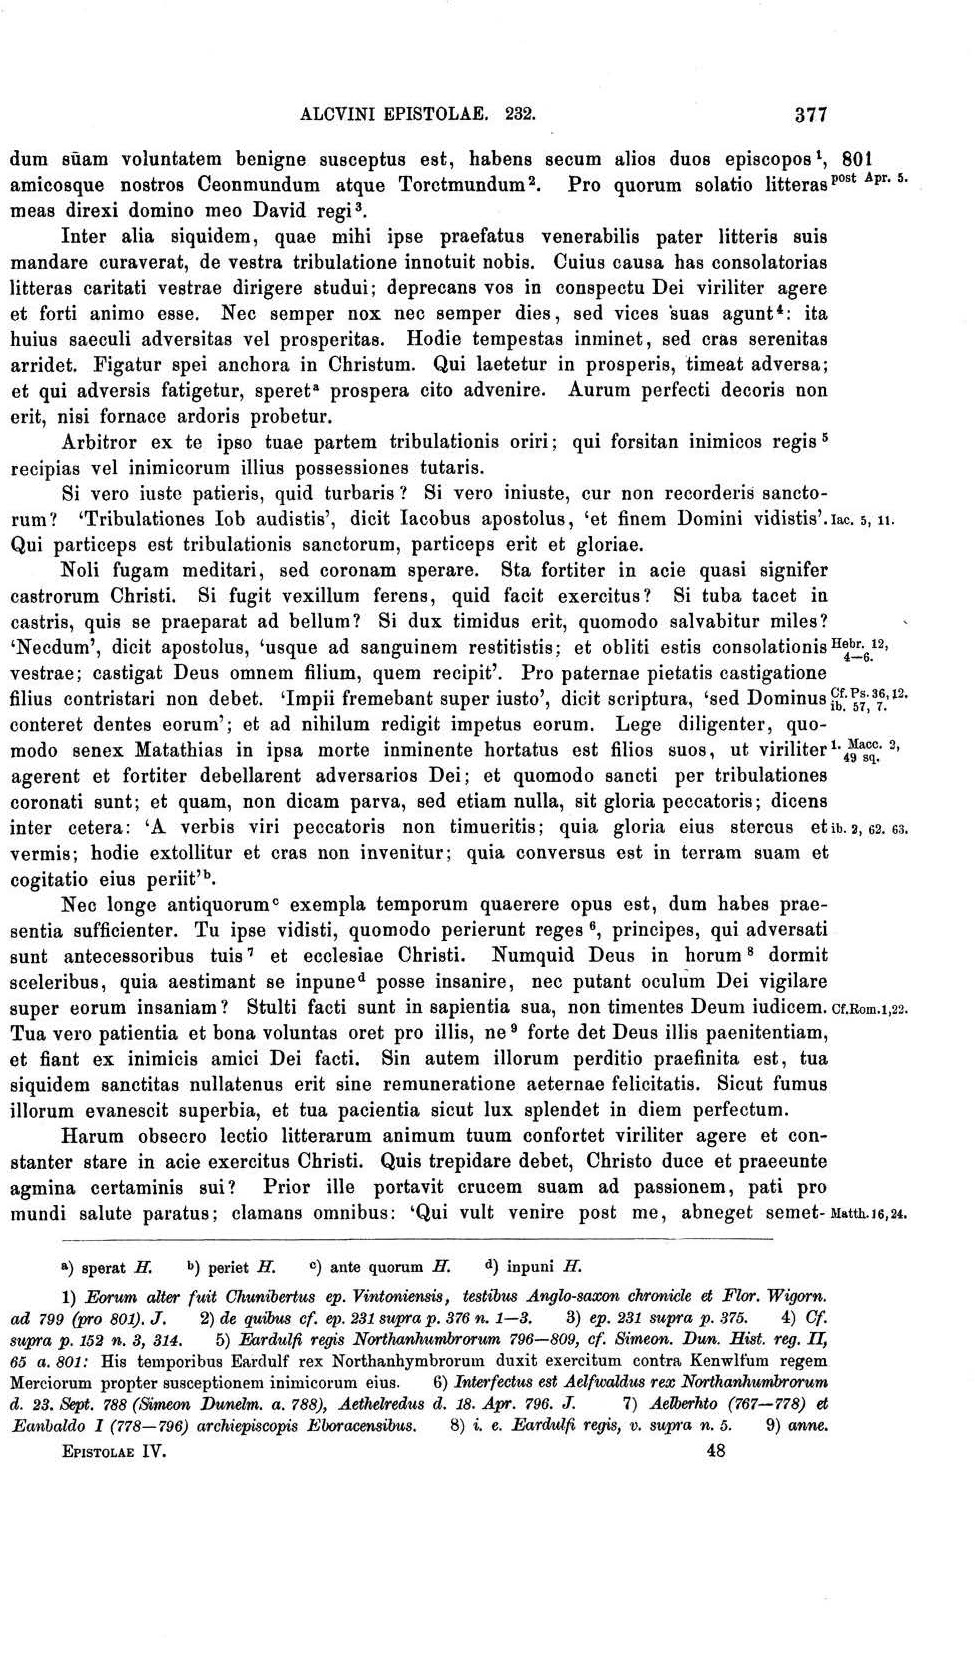 ALCVINI EPISTOLAE. 232. 377
dum suam voluntatem benigne susceptus est, habens secum alios duos episcopos¹, 801
amicosque nostros Ceonmundum atque Torctmundum². Pro quorum solatio litteras post Apr. 5.
meas direxi domino meo David regi³.
Inter alia siquidem, quae mihi ipse praefatus venerabilis pater litteris suis
mandare curaverat, de vestra tribulatione innotuit nobis. Cuius causa has consolatorias
litteras caritati vestrae dirigere studui; deprecans vos in conspectu Dei viriliter agere
et forti animo esse. Nec semper nox nec semper dies, sed vices suas agunt⁴: ita
huius saeculi adversitas vel prosperitas. Hodie tempestas inminet, sed cras serenitas
arridet. Figatur spei anchora in Christum. Qui laetetur in prosperis, timeat adversa;
et qui adversis fatigetur, speretᵃ prospera cito advenire. Aurum perfecti decoris non
erit, nisi fornace ardoris probetur.
Arbitror ex te ipso tuae partem tribulationis oriri; qui forsitan inimicos regis⁵
recipias vel inimicorum illius possessiones tutaris.
Si vero iuste patieris, quid turbaris? Si vero iniuste, cur non recorderis sancto-
rum? ‘Tribulationes Iob audistis’, dicit Iacobus apostolus, ‘et finem Domini vidistis’. Iac. 5, 11.
Qui particeps est tribulationis sanctorum, particeps erit et gloriae.
Noli fugam meditari, sed coronam sperare. Sta fortiter in acie quasi signifer
castrorum Christi. Si fugit vexillum ferens, quid facit exercitus? Si tuba tacet in
castris, quis se praeparat ad bellum? Si dux timidus erit, quomodo salvabitur miles?
‘Necdum’, dicit apostolus, ‘usque ad sanguinem restitistis; et obliti estis consolationis Hebr. 12, 4—6.
vestrae; castigat Deus omnem filium, quem recipit’. Pro paternae pietatis castigatione
filius contristari non debet. ‘Impii fremebant super iusto’, dicit scriptura, ‘sed Dominus Cf. Ps. 36, 12. ib. 57, 7.
conteret dentes eorum’; et ad nihilum redigit impetus eorum. Lege diligenter, quo-
modo senex Matathias in ipsa morte inminente hortatus est filios suos, ut viriliter 1. Macc. 2, 49 sq.
agerent et fortiter debellarent adversarios Dei; et quomodo sancti per tribulationes
coronati sunt; et quam, non dicam parva, sed etiam nulla, sit gloria peccatoris; dicens
inter cetera: ‘A verbis viri peccatoris non timueritis; quia gloria eius stercus et ib. 2, 62. 63.
vermis; hodie extollitur et cras non invenitur; quia conversus est in terram suam et
cogitatio eius periit’ᵇ.
Nec longe antiquorumᶜ exempla temporum quaerere opus est, dum habes prae-
sentia sufficienter. Tu ipse vidisti, quomodo perierunt reges⁶, principes, qui adversati
sunt antecessoribus tuis⁷ et ecclesiae Christi. Numquid Deus in horum⁸ dormit
sceleribus, quia aestimant se inpuneᵈ posse insanire, nec putant oculum Dei vigilare
super eorum insaniam? Stulti facti sunt in sapientia sua, non timentes Deum iudicem. Cf. Rom. 1, 22.
Tua vero patientia et bona voluntas oret pro illis, ne⁹ forte det Deus illis paenitentiam,
et fiant ex inimicis amici Dei facti. Sin autem illorum perditio praefinita est, tua
siquidem sanctitas nullatenus erit sine remuneratione aeternae felicitatis. Sicut fumus
illorum evanescit superbia, et tua pacientia sicut lux splendet in diem perfectum.
Harum obsecro lectio litterarum animum tuum confortet viriliter agere et con-
stanter stare in acie exercitus Christi. Quis trepidare debet, Christo duce et praeeunte
agmina certaminis sui? Prior ille portavit crucem suam ad passionem, pati pro
mundi salute paratus; clamans omnibus: ‘Qui vult venire post me, abneget semet- Matth. 16, 24.
a) sperat H. b) periet H. c) ante quorum H. d) inpuni H.
1) Eorum alter fuit Chunibertus ep. Vintoniensis, testibus Anglo-saxon chronicle et Flor. Wigorn.
ad 799 (pro 801). J. 2) de quibus cf. ep. 231 supra p. 376 n. 1—3. 3) ep. 231 supra p. 375. 4) Cf.
supra p. 152 n. 3, 314. 5) Eardulfi regis Northanhumbrorum 796—809, cf. Simeon. Dun. Hist. reg. II,
65 a. 801: His temporibus Eardulf rex Northanhymbrorum duxit exercitum contra Kenwlfum regem
Merciorum propter susceptionem inimicorum eius. 6) Interfectus est Aelfwaldus rex Northanhumbrorum
d. 23. Sept. 788 (Simeon Dunelm. a. 788), Aethelredus d. 18. Apr. 796. J. 7) Aelberhto (767—778) et
Eanbaldo I (778—796) archiepiscopis Eboracensibus. 8) i. e. Eardulfi regis, v. supra n. 5. 9) anne.
EPISTOLAE IV. 48